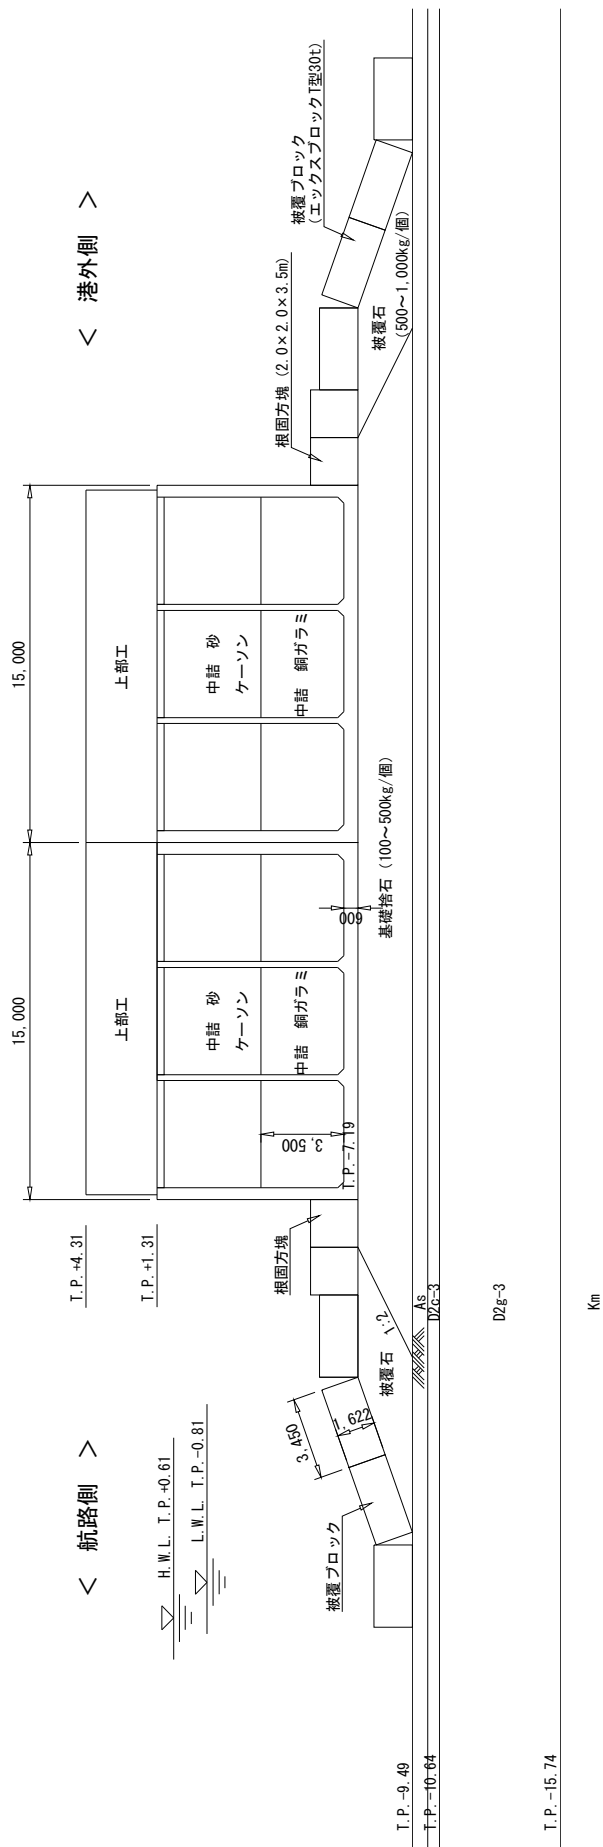 ＜ 航路側 ＞
＜ 港外側 ＞
15,000
15,000
T.P.+4.31
T.P.+1.31
H.W.L. T.P.+0.61
L.W.L. T.P.-0.81
上部工
上部工
中詰 砂
ケーソン
中詰 銅ガラミ
中詰 砂
ケーソン
中詰 銅ガラミ
3,500
T.P.-7.19
600
基礎捨石 (100～500kg/個)
根固方塊
根固方塊 (2.0×2.0×3.5m)
被覆ブロック
3,450
1,622
被覆石 1:2
被覆ブロック
(エックスブロックT型30t)
被覆石
(500～1,000kg/個)
T.P.-9.49
T.P.-10.64
T.P.-15.74
As
D2c-3
D2g-3
Km